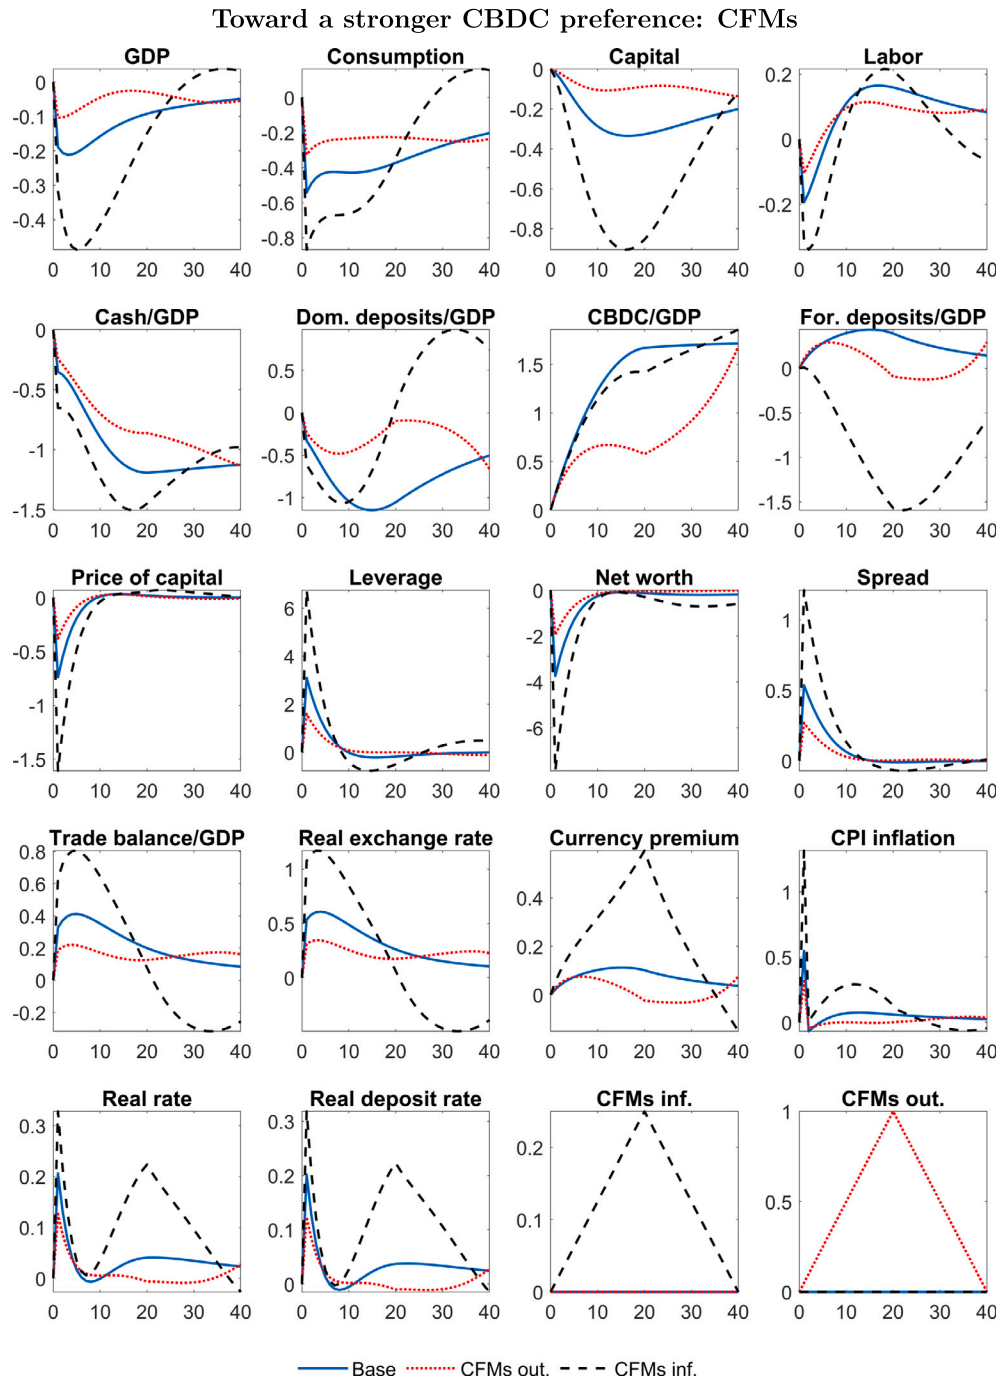 Toward a stronger CBDC preference: CFMs
GDP Consumption Capital Labor
0 -0.1 -0.2 -0.3 -0.4
0 -0.2 -0.4 -0.6 -0.8
0 -0.2 -0.4 -0.6 -0.8
0.2 0 -0.2
0 10 20 30 40 0 10 20 30 40 0 10 20 30 40 0 10 20 30 40
Cash/GDP Dom. deposits/GDP CBDC/GDP For. deposits/GDP
0 -0.5 -1 -1.5
0.5 0 -0.5 -1
1.5 1 0.5 0
0 -0.5 -1 -1.5
0 10 20 30 40 0 10 20 30 40 0 10 20 30 40 0 10 20 30 40
Price of capital Leverage Net worth Spread
0 -0.5 -1 -1.5
6 4 2 0
0 -2 -4 -6
1 0.5 0
0 10 20 30 40 0 10 20 30 40 0 10 20 30 40 0 10 20 30 40
Trade balance/GDP Real exchange rate Currency premium CPI inflation
0.8 0.6 0.4 0.2 0 -0.2
1 0.5 0
0.4 0.2 0
1 0.5 0
0 10 20 30 40 0 10 20 30 40 0 10 20 30 40 0 10 20 30 40
Real rate Real deposit rate CFMs inf. CFMs out.
0.3 0.2 0.1 0
0.3 0.2 0.1 0
0.2 0.1 0
1 0.5 0
0 10 20 30 40 0 10 20 30 40 0 10 20 30 40 0 10 20 30 40
Base CFMs out. CFMs inf.